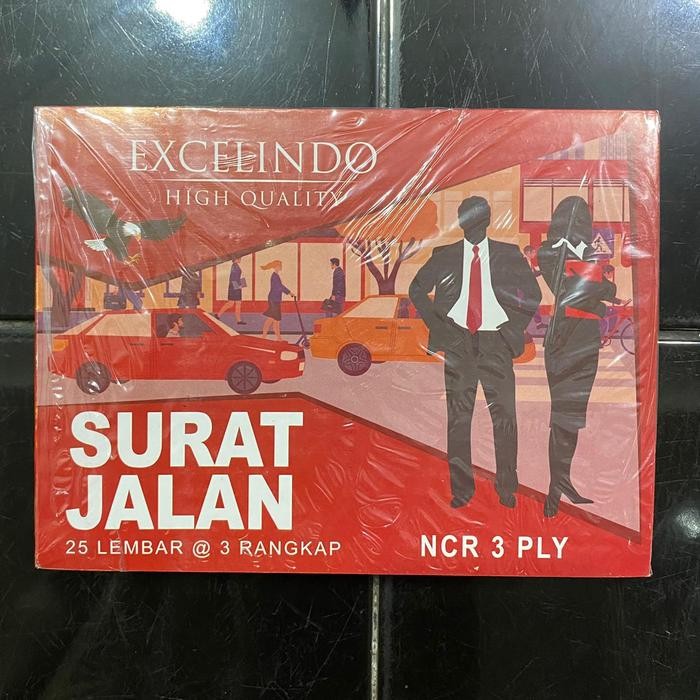 EXCELINDO
HIGH QUALITY
SURAT
JALAN
25 LEMBAR @ 3 RANGKAP
NCR 3 PLY